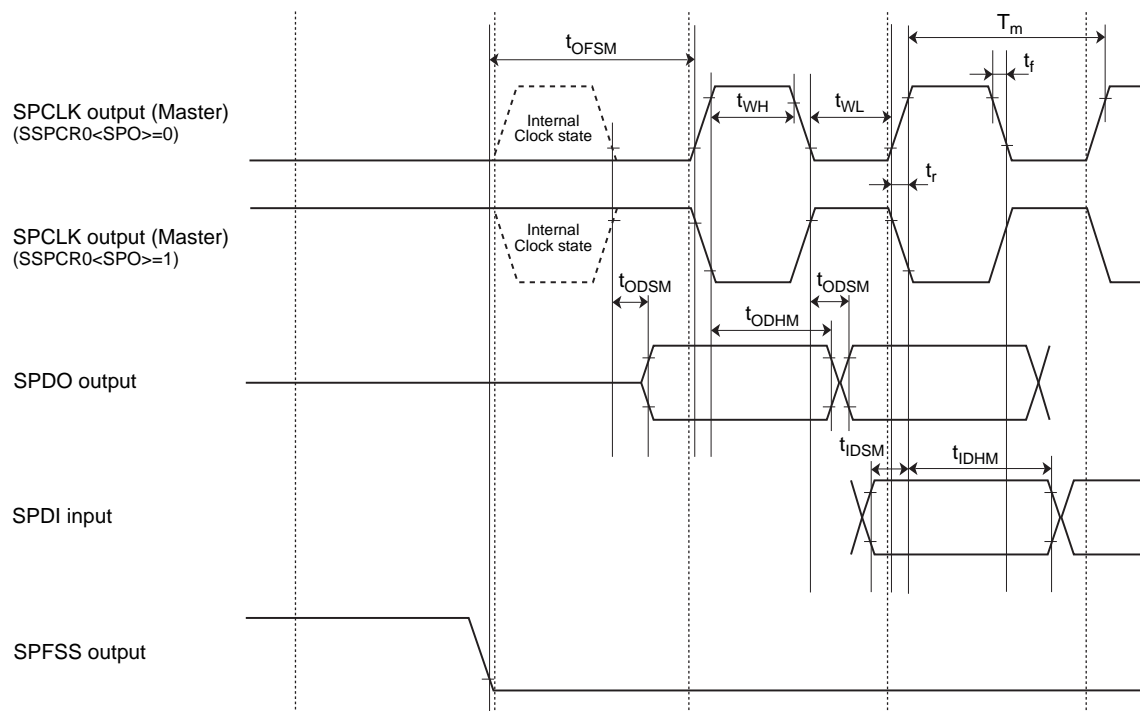 tOFSM
Tm
tf
SPCLK output (Master)
(SSPCR0<SPO>=0)
Internal
Clock state
tWH
tWL
tr
SPCLK output (Master)
(SSPCR0<SPO>=1)
Internal
Clock state
tODSM
tODSM
tODHM
SPDO output
tIDSM
tIDHM
SPDI input
SPFSS output